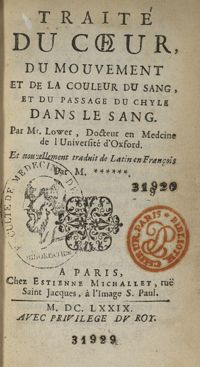 TRAITÉ
DU CŒUR,
DU MOUVEMENT
ET DE LA COULEUR DU SANG,
ET DU PASSAGE DU CHYLE
DANS LE SANG.
Par Mr. Lower, Docteur en Medcine
de l'Université d'Oxford.
Et nouvellement traduit de Latin en François
Par M. ******.
31929
A PARIS,
Chez ESTIENNE MICHALLET, ruë
Saint Jacques, à l'Image S. Paul.
M. DC. LXXIX.
AVEC PRIVILEGE DU ROY.
31929